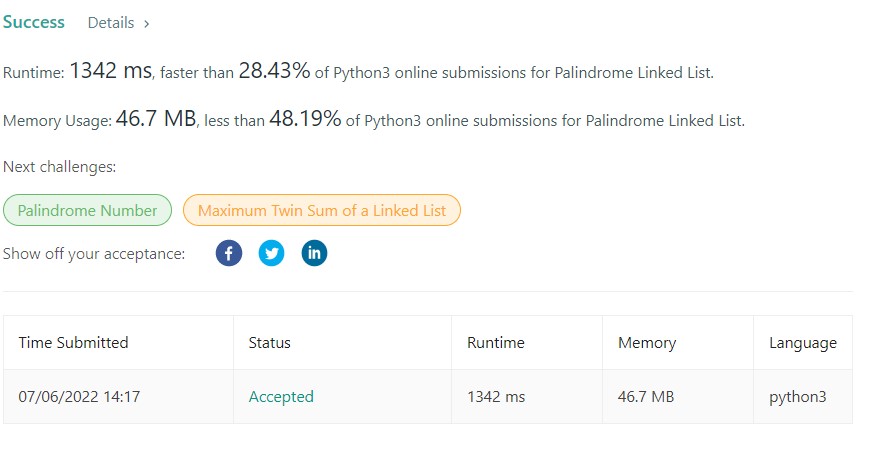 Success Details ›
Runtime: 1342 ms, faster than 28.43% of Python3 online submissions for Palindrome Linked List.
Memory Usage: 46.7 MB, less than 48.19% of Python3 online submissions for Palindrome Linked List.
Next challenges:
Palindrome Number Maximum Twin Sum of a Linked List
Show off your acceptance: f in
Time Submitted Status Runtime Memory Language
07/06/2022 14:17 Accepted 1342 ms 46.7 MB python3